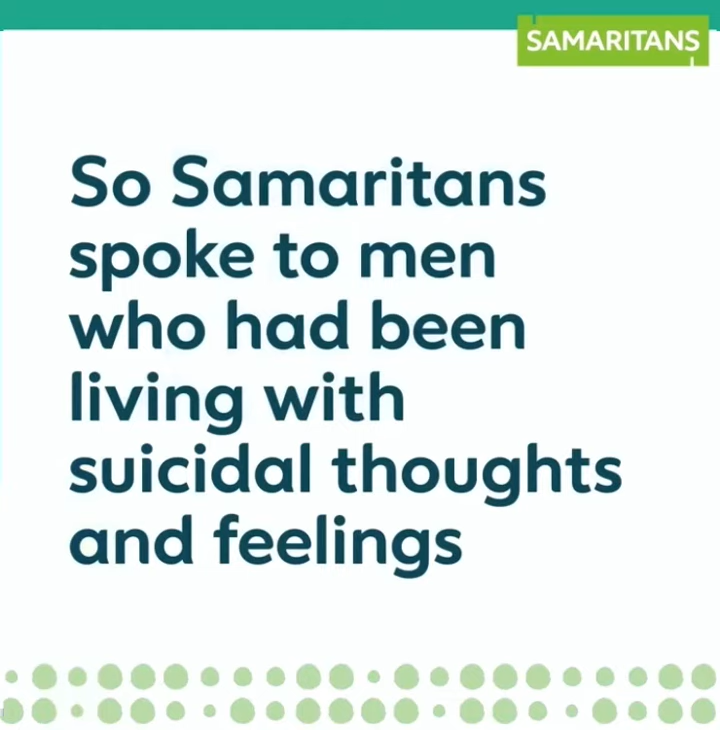 SAMARITANS
So Samaritans
spoke to men
who had been
living with
suicidal thoughts
and feelings